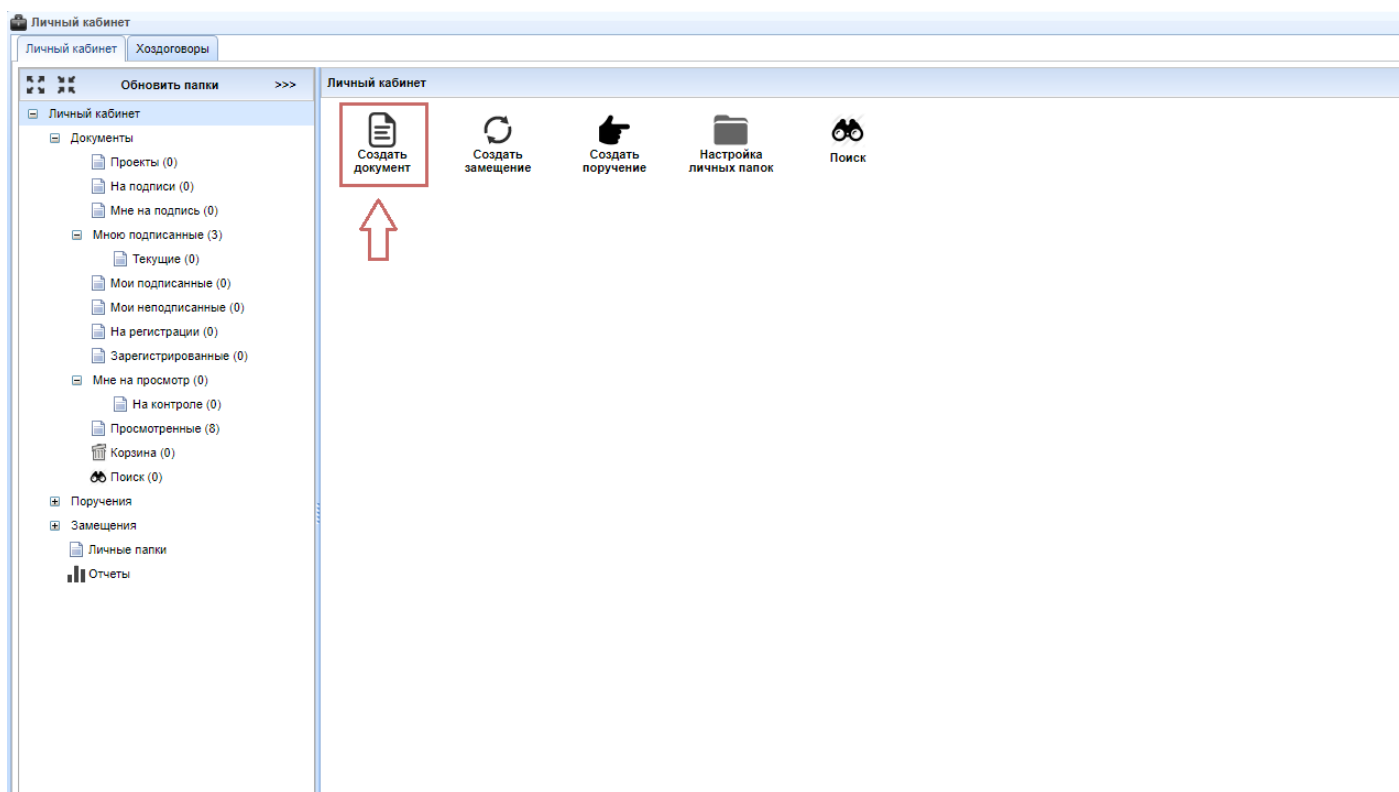 Личный кабинет
Личный кабинет
Хоздоговоры
Обновить папки >>>
Личный кабинет
Документы
Проекты (0)
На подписи (0)
Мне на подпись (0)
Мною подписанные (3)
Текущие (0)
Мои подписанные (0)
Мои неподписанные (0)
На регистрации (0)
Зарегистрированные (0)
Мне на просмотр (0)
На контроле (0)
Просмотренные (8)
Корзина (0)
Поиск (0)
Поручения
Замещения
Личные папки
Отчеты
Личный кабинет
Создать
документ
Создать
замещение
Создать
поручение
Настройка
личных папок
Поиск